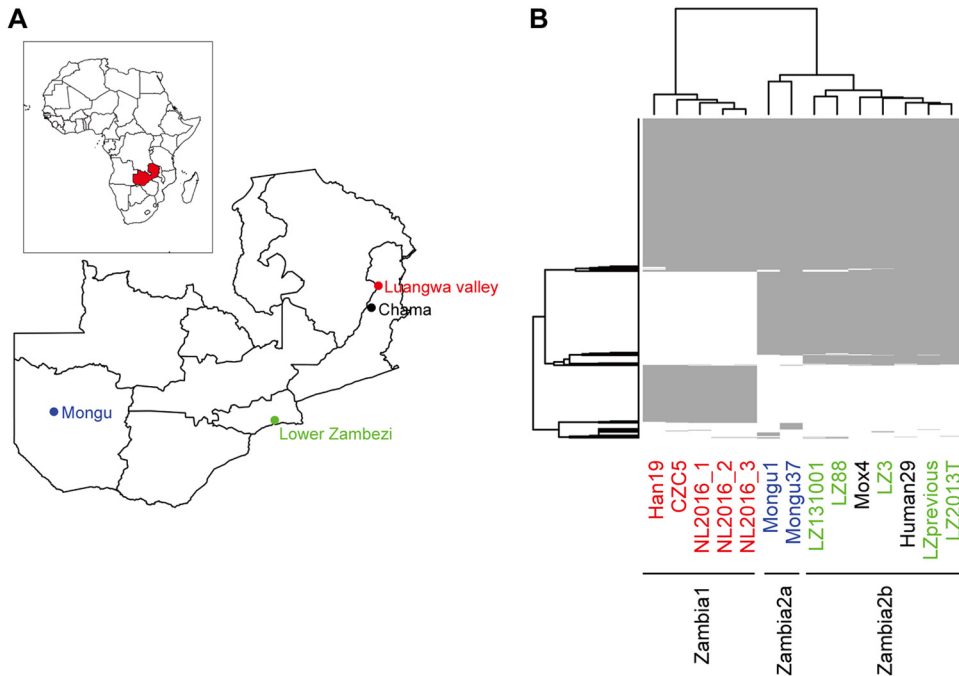 A
B
Luangwa valley
Chama
Mongu
Lower Zambezi
Han19
CZC5
NL2016_1
NL2016_2
NL2016_3
Mongu1
Mongu37
LZ131001
LZ88
Mox4
LZ3
Human29
LZprevious
LZ2013T
Zambia1
Zambia2a
Zambia2b